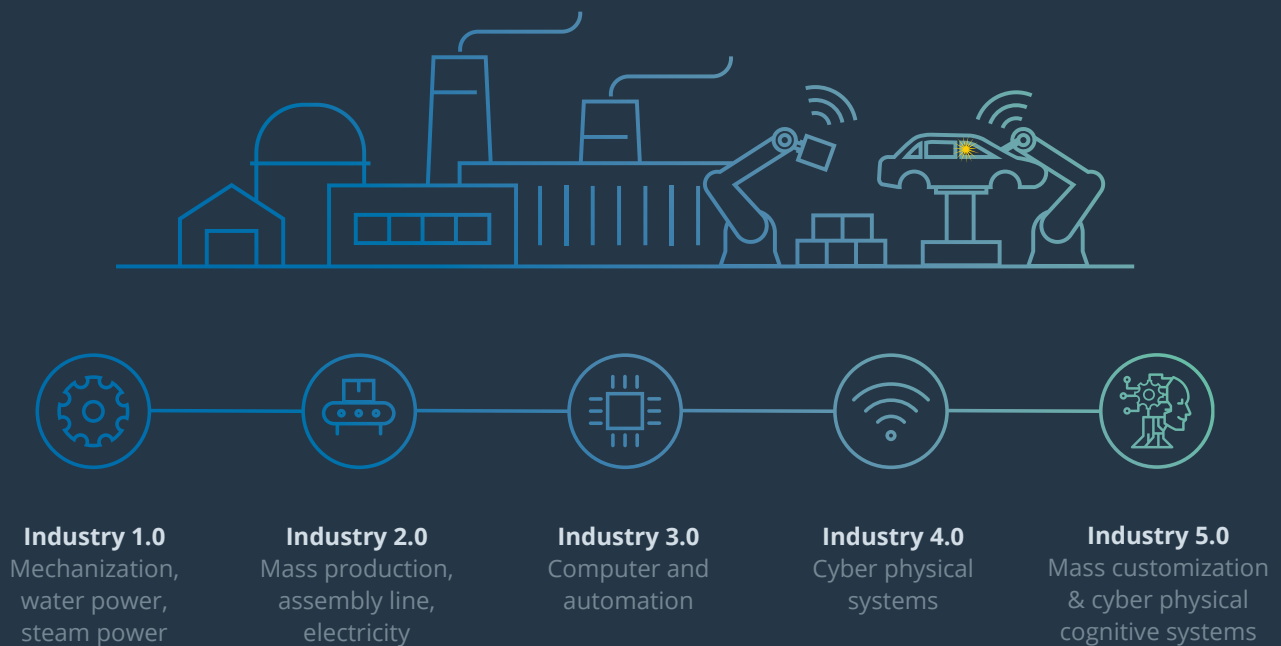 Industry 1.0
Mechanization,
water power,
steam power
Industry 2.0
Mass production,
assembly line,
electricity
Industry 3.0
Computer and
automation
Industry 4.0
Cyber physical
systems
Industry 5.0
Mass customization
& cyber physical
cognitive systems